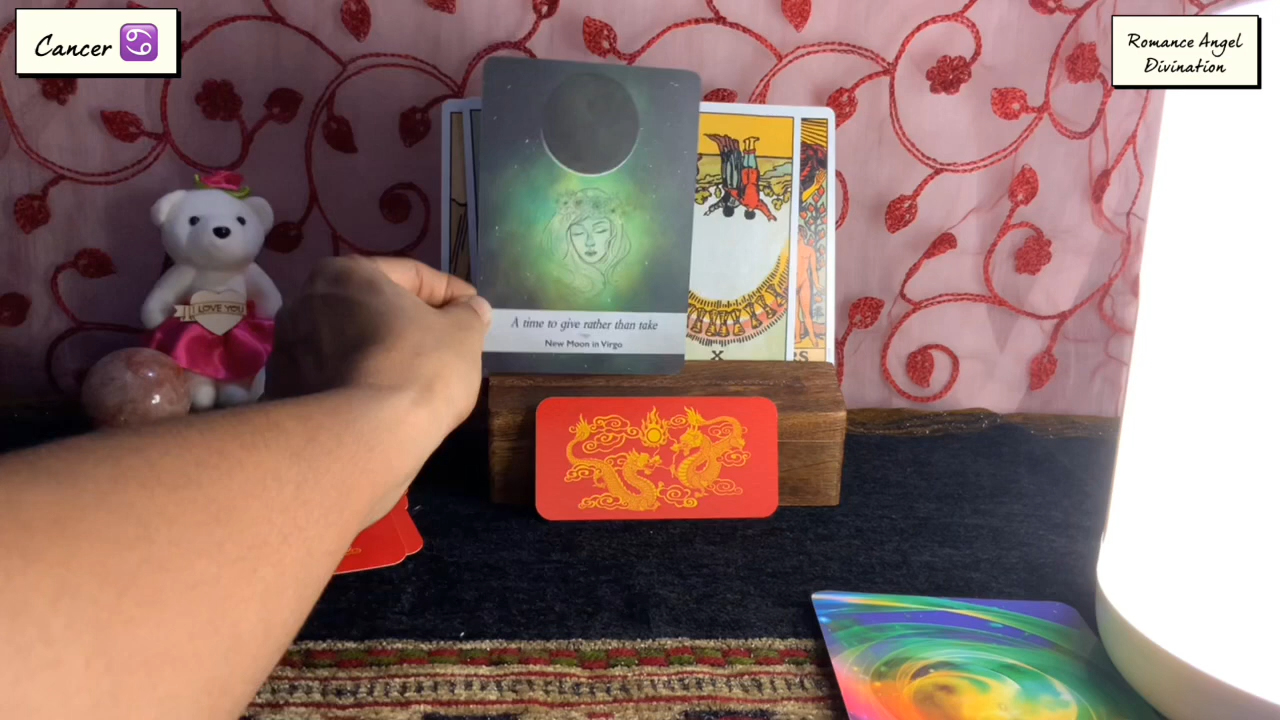 Cancer ♋
Romance Angel
Divination
LOVE YOU
A time to give rather than take
New Moon in Virgo
X